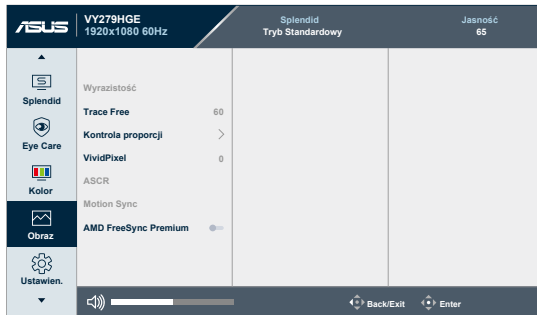 ASUS
VY279HGE
1920x1080 60Hz
Splendid
Tryb Standardowy
Jasność
65
S
Splendid
Eye Care
Kolor
Obraz
Ustawien.
Wyrazistość
Trace Free 60
Kontrola proporcji
VividPixel 0
ASCR
Motion Sync
AMD FreeSync Premium
Back/Exit
Enter